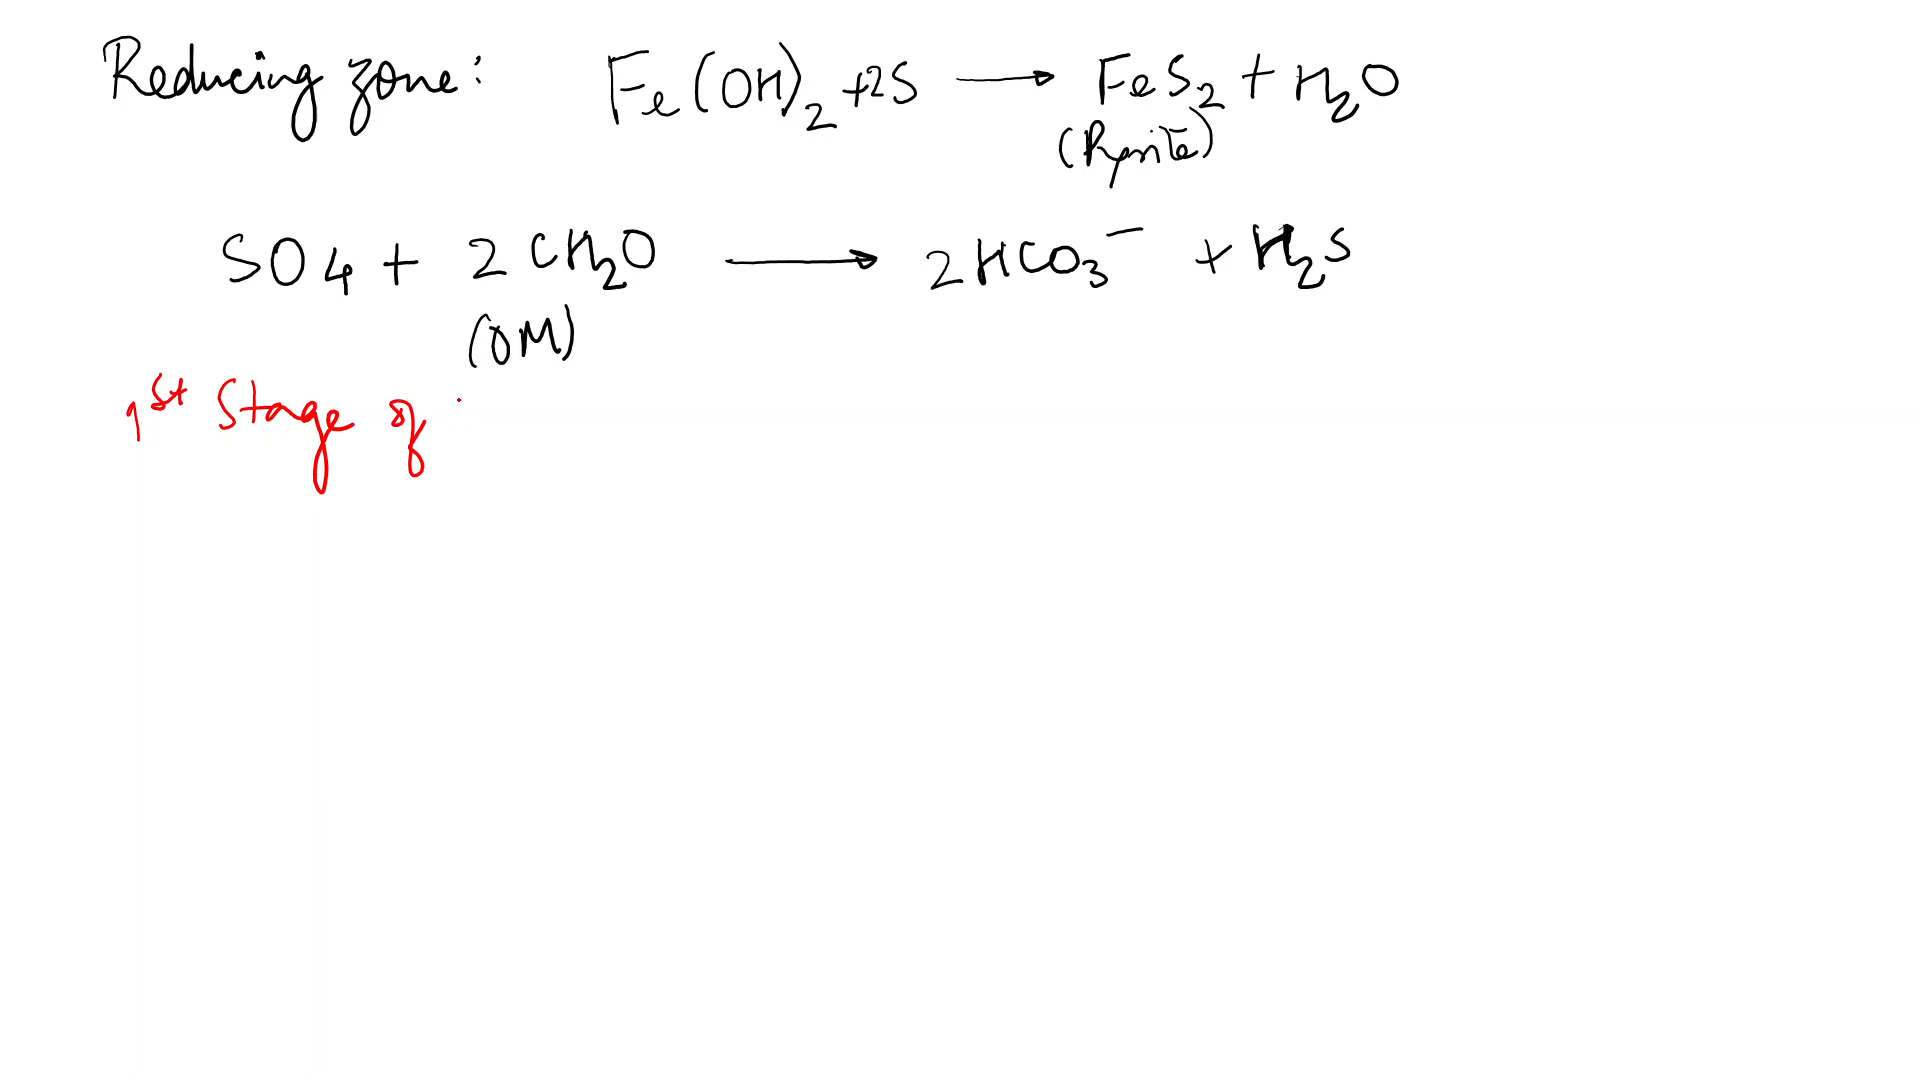 Reducing zone: Fe(OH)₂ + 2S → FeS₂ + H₂O
(Pyrite)
SO4 + 2CH₂O → 2HCO₃⁻ + H₂S
(OM)
1st Stage of